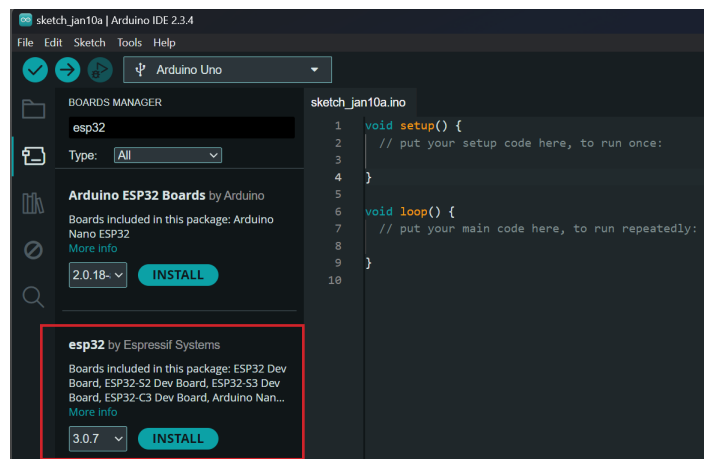 sketch_jan10a | Arduino IDE 2.3.4
File Edit Sketch Tools Help
Arduino Uno
BOARDS MANAGER
esp32
Type: All
Arduino ESP32 Boards by Arduino
Boards included in this package: Arduino
Nano ESP32
More info
2.0.18- INSTALL
esp32 by Espressif Systems
Boards included in this package: ESP32 Dev
Board, ESP32-S2 Dev Board, ESP32-S3 Dev
Board, ESP32-C3 Dev Board, Arduino Nan...
More info
3.0.7 INSTALL
sketch_jan10a.ino
1 void setup() {
2 // put your setup code here, to run once:
3
4 }
5
6 void loop() {
7 // put your main code here, to run repeatedly:
8
9 }
10